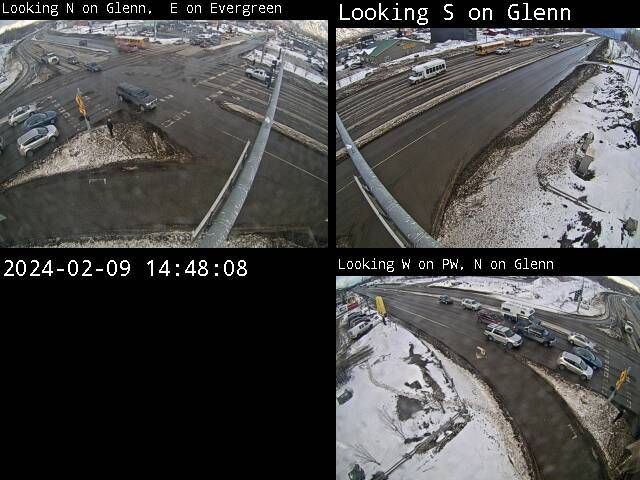 Looking N on Glenn,  E on Evergreen
Looking S on Glenn
2024-02-09 14:48:08
Looking W on PW, N on Glenn